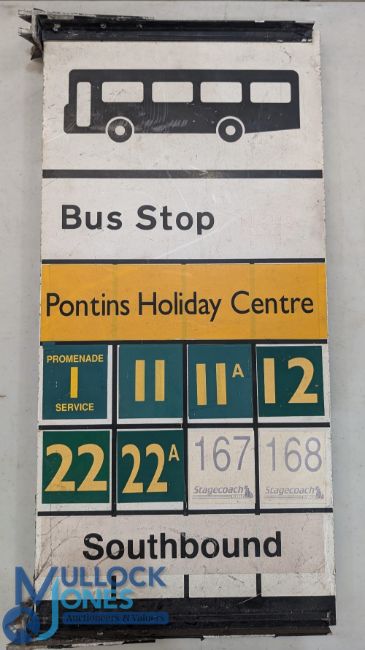 Bus Stop
Pontins Holiday Centre
PROMENADE
1
SERVICE
11
11A
12
22
22A
167
Stagecoach
168
Stagecoach
Southbound
MULLOCK
JONES
Auctioneers & Valuers